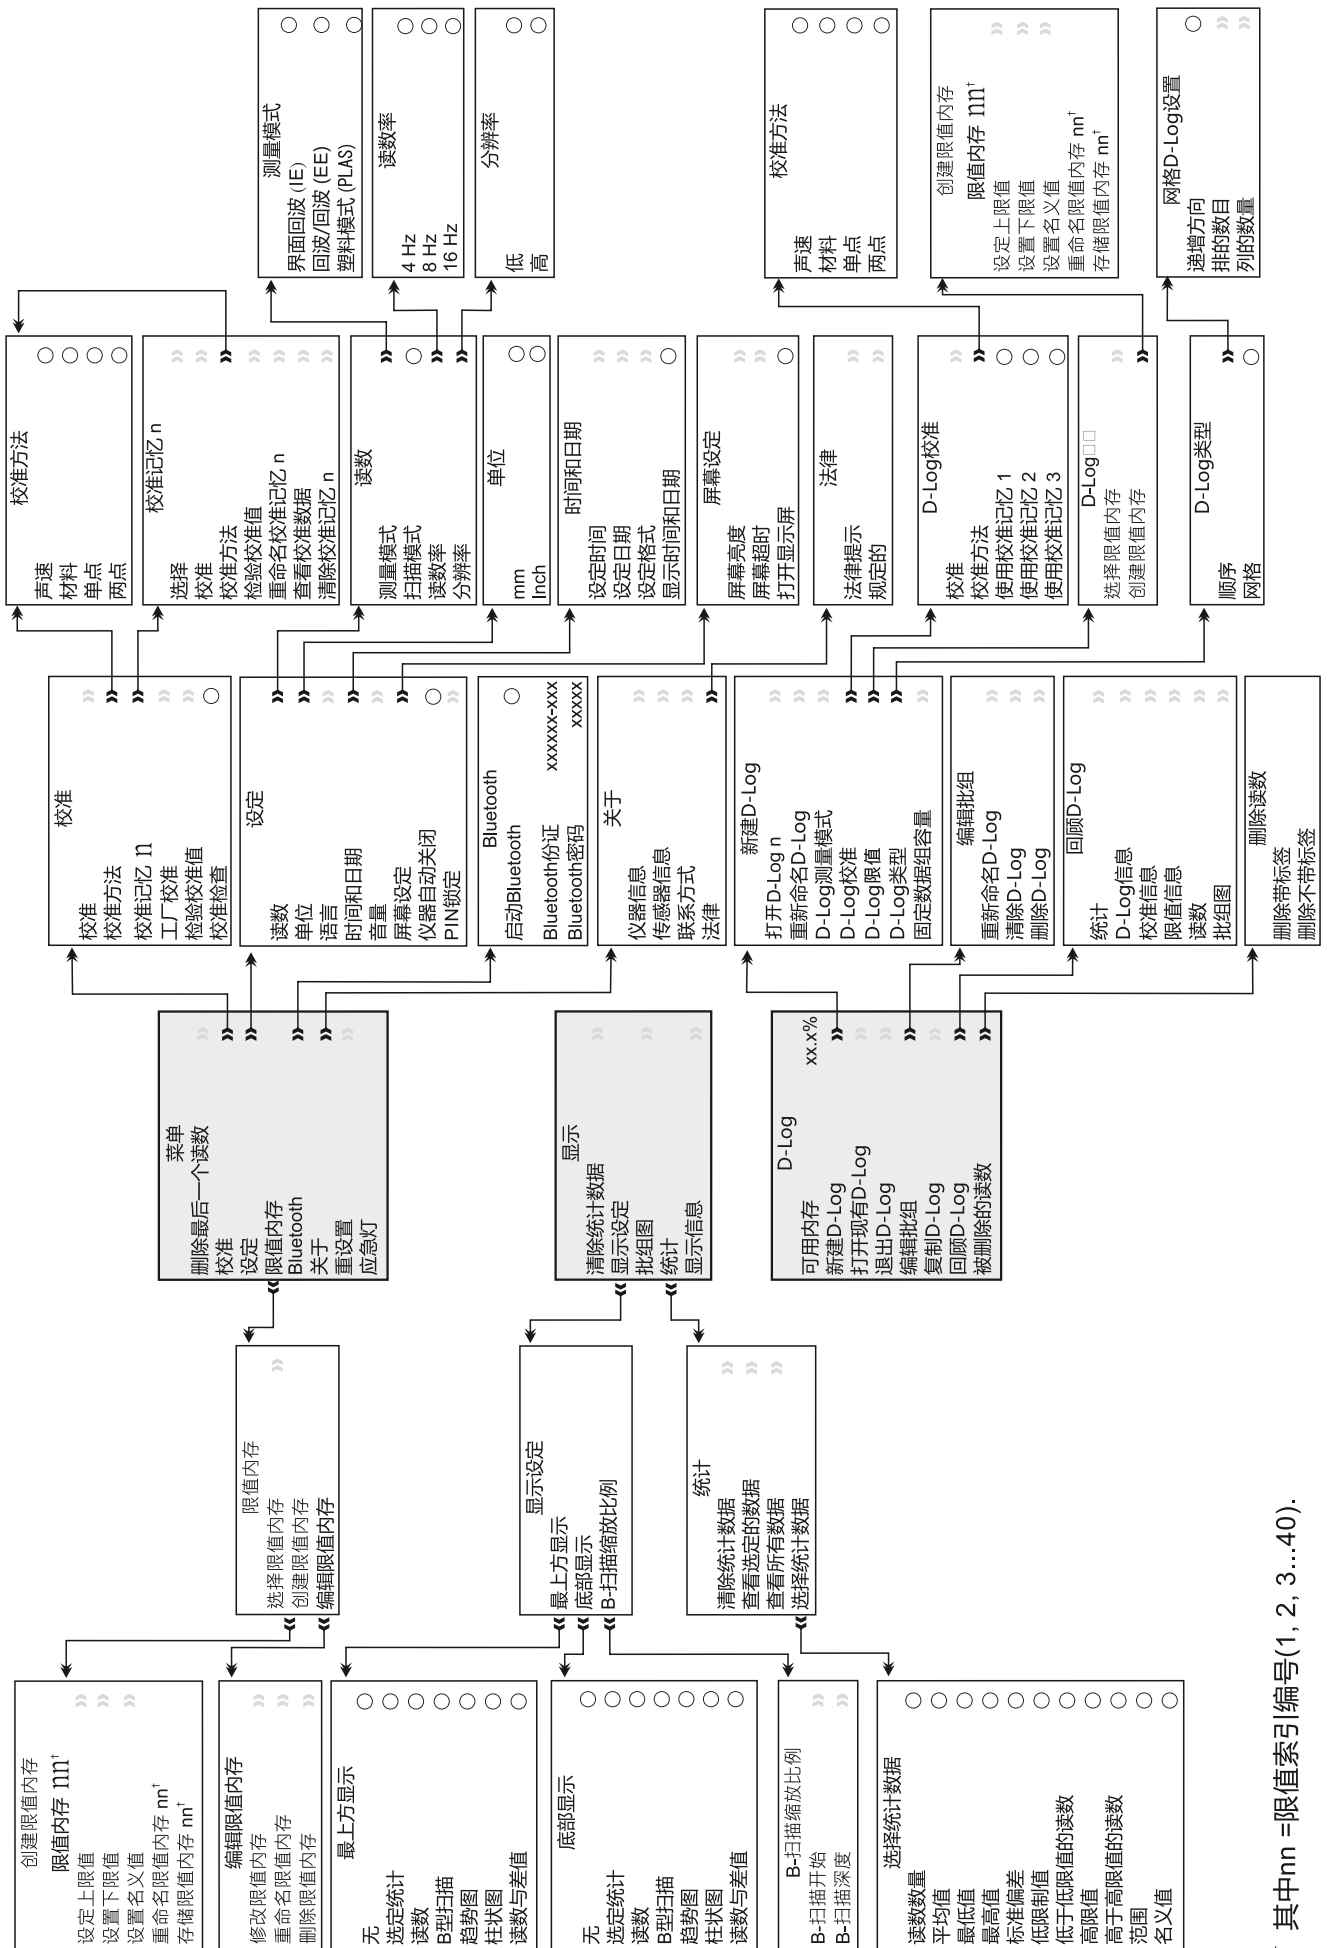 测量模式
界面回波 (IE)
回波/回波 (EE)
塑料模式 (PLAS)
读数率
4 Hz
8 Hz
16 Hz
分辨率
低
高
校准方法
声速
材料
单点
两点
创建限值内存
限值内存 nn†
设定上限值
设置下限值
设置名义值
重命名限值内存 nn†
存储限值内存 nn†
网格D-Log设置
递增方向
排的数目
列的数量
校准方法
声速
材料
单点
两点
校准记忆 n
选择
校准
校准方法
检验校准值
重命名校准记忆 n
查看校准数据
清除校准记忆 n
读数
测量模式
扫描模式
读数率
分辨率
单位
mm
Inch
时间和日期
设定时间
设定日期
设定格式
显示时间和日期
屏幕设定
屏幕亮度
屏幕超时
打开显示屏
法律
法律提示
规定的
D-Log校准
校准
校准方法
使用校准记忆 1
使用校准记忆 2
使用校准记忆 3
D-Log□□
选择限值内存
创建限值内存
D-Log类型
顺序
网格
校准
校准
校准方法
校准记忆 n
工厂校准
检验校准值
校准检查
设定
读数
单位
语言
时间和日期
音量
屏幕设定
仪器自动关闭
PIN锁定
Bluetooth
启动Bluetooth
Bluetooth份证 xxxxxx-xxx
Bluetooth密码 xxxxx
关于
仪器信息
传感器信息
联系方式
法律
新建D-Log
打开D-Log n
重新命名D-Log
D-Log测量模式
D-Log校准
D-Log限值
D-Log类型
固定数据组容量
编辑批组
重新命名D-Log
清除D-Log
删除D-Log
回顾D-Log
统计
D-Log信息
校准信息
限值信息
读数
批组图
删除读数
删除带标签
删除不带标签
菜单
删除最后一个读数
校准
设定
限值内存
Bluetooth
关于
重设置
应急灯
显示
清除统计数据
显示设定
批组图
统计
显示信息
D-Log
可用内存 xx.x%
新建D-Log
打开现有D-Log
退出D-Log
编辑批组
复制D-Log
回顾D-Log
被删除的读数
限值内存
选择限值内存
创建限值内存
编辑限值内存
显示设定
最上方显示
底部显示
B-扫描缩放比例
统计
清除统计数据
查看选定的数据
查看所有数据
选择统计数据
创建限值内存
限值内存 nn†
设定上限值
设置下限值
设置名义值
重命名限值内存 nn†
存储限值内存 nn†
编辑限值内存
修改限值内存
重命名限值内存
删除限值内存
最上方显示
无
选定统计
读数
B型扫描
趋势图
柱状图
读数与差值
底部显示
无
选定统计
读数
B型扫描
趋势图
柱状图
读数与差值
B-扫描缩放比例
B-扫描开始
B-扫描深度
选择统计数据
读数数量
平均值
最低值
最高值
标准偏差
低限制值
低于低限值的读数
高限值
高于高限值的读数
范围
名义值
其中nn =限值索引编号(1, 2, 3...40).